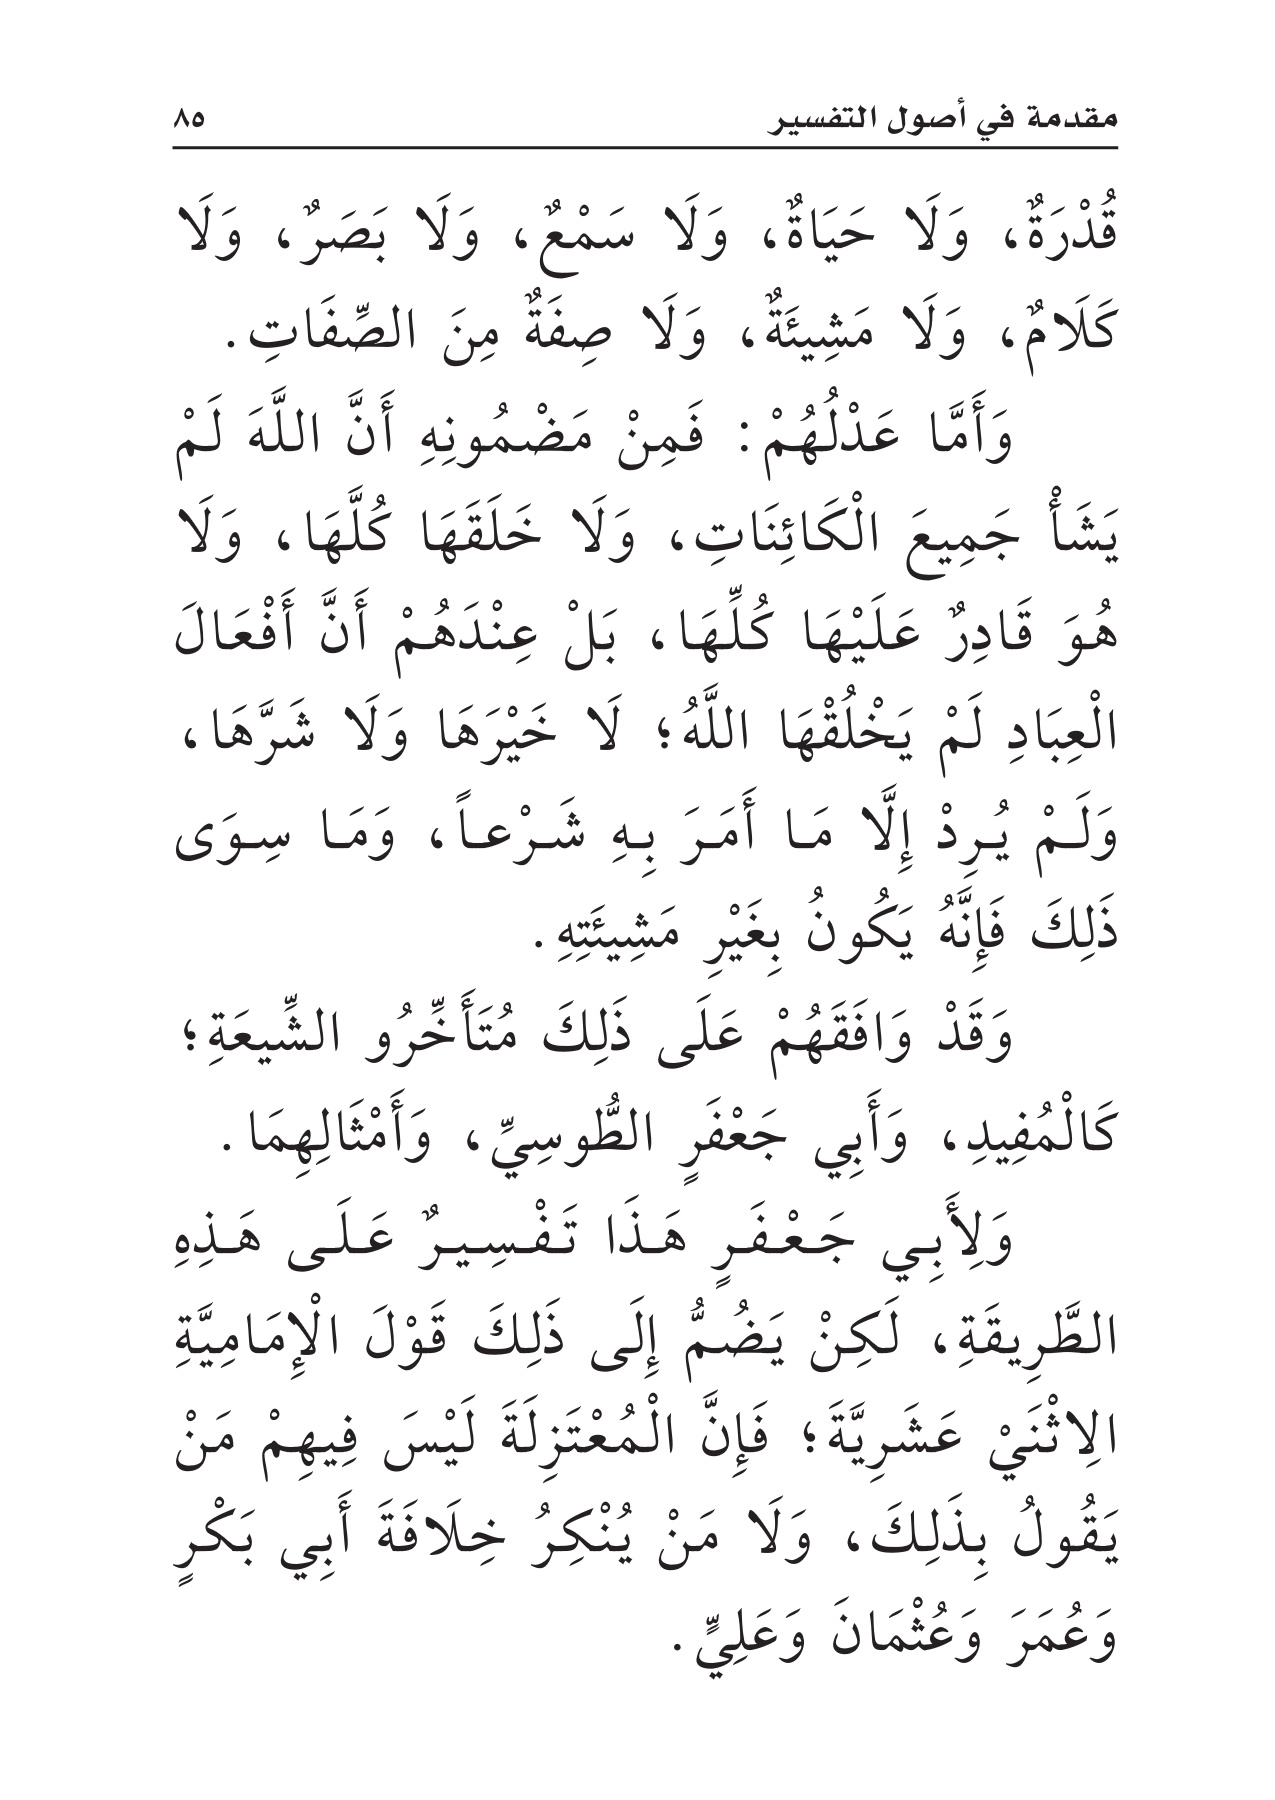 مقدمة في أصول التفسير ٨٥
قُدْرَةٌ، وَلَا حَيَاةٌ، وَلَا سَمْعٌ، وَلَا بَصَرٌ، وَلَا
كَلَامٌ، وَلَا مَشِيئَةٌ، وَلَا صِفَةٌ مِنَ الصِّفَاتِ.
وَأَمَّا عَدْلُهُمْ: فَمِنْ مَضْمُونِهِ أَنَّ اللَّهَ لَمْ
يَشَأْ جَمِيعَ الْكَائِنَاتِ، وَلَا خَلَقَهَا كُلَّهَا، وَلَا
هُوَ قَادِرٌ عَلَيْهَا كُلِّهَا، بَلْ عِنْدَهُمْ أَنَّ أَفْعَالَ
الْعِبَادِ لَمْ يَخْلُقْهَا اللَّهُ؛ لَا خَيْرَهَا وَلَا شَرَّهَا،
وَلَمْ يُرِدْ إِلَّا مَا أَمَرَ بِهِ شَرْعاً، وَمَا سِوَى
ذَلِكَ فَإِنَّهُ يَكُونُ بِغَيْرِ مَشِيئَتِهِ.
وَقَدْ وَافَقَهُمْ عَلَى ذَلِكَ مُتَأَخِّرُو الشِّيعَةِ؛
كَالْمُفِيدِ، وَأَبِي جَعْفَرٍ الطُّوسِيِّ، وَأَمْثَالِهِمَا.
وَلِأَبِي جَعْفَرٍ هَذَا تَفْسِيرٌ عَلَى هَذِهِ
الطَّرِيقَةِ، لَكِنْ يَضُمُّ إِلَى ذَلِكَ قَوْلَ الْإِمَامِيَّةِ
الِاثْنَيْ عَشَرِيَّةَ؛ فَإِنَّ الْمُعْتَزِلَةَ لَيْسَ فِيهِمْ مَنْ
يَقُولُ بِذَلِكَ، وَلَا مَنْ يُنْكِرُ خِلَافَةَ أَبِي بَكْرٍ
وَعُمَرَ وَعُثْمَانَ وَعَلِيٍّ.